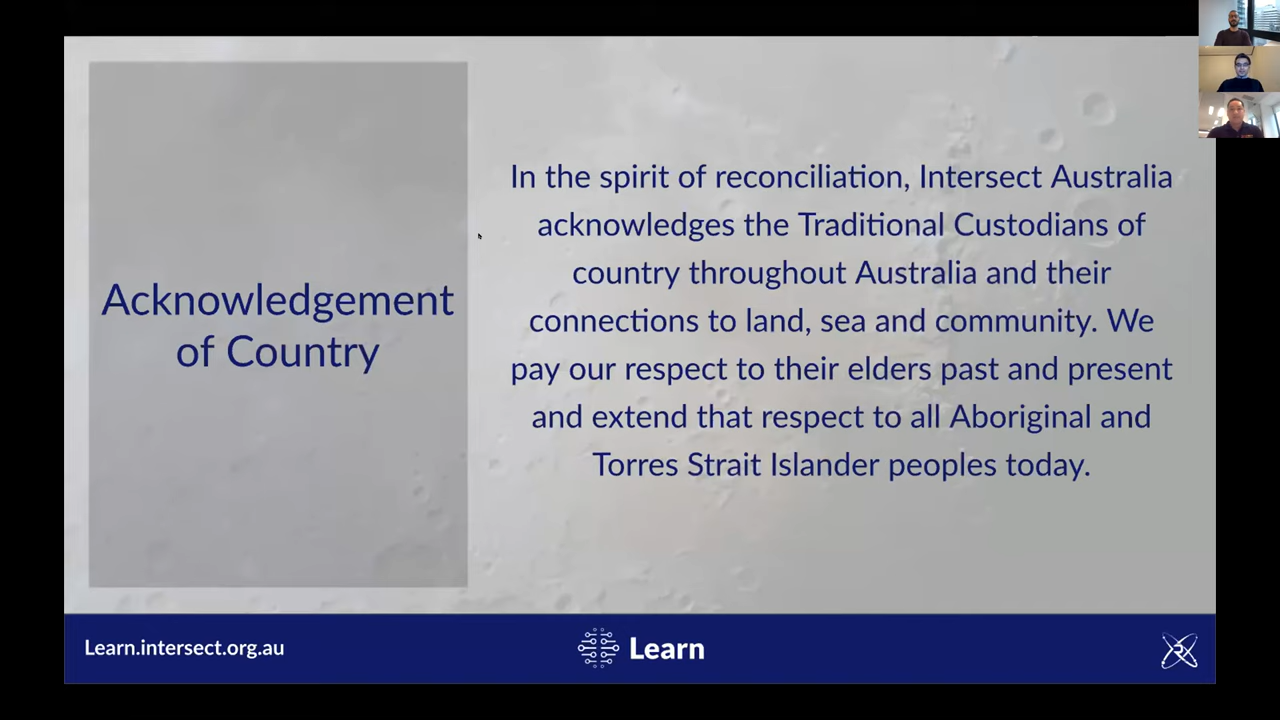 Acknowledgement
of Country
In the spirit of reconciliation, Intersect Australia
acknowledges the Traditional Custodians of
country throughout Australia and their
connections to land, sea and community. We
pay our respect to their elders past and present
and extend that respect to all Aboriginal and
Torres Strait Islander peoples today.
Learn.intersect.org.au
Learn